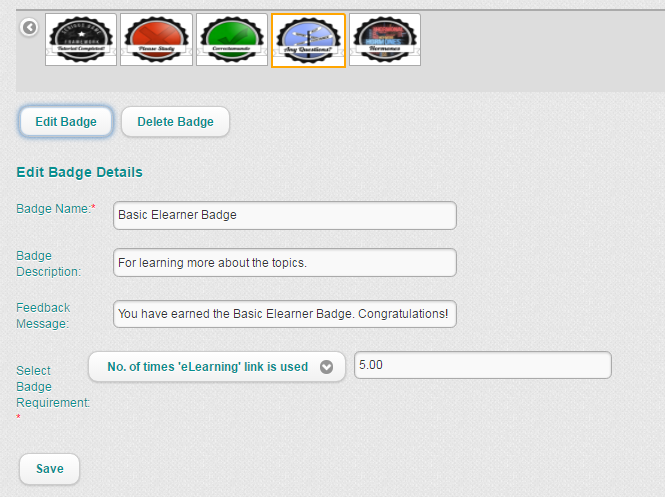 Tutorial Completed!
Please Study
Correctamundo
Any Questions?
Hormones
Edit Badge
Delete Badge
Edit Badge Details
Badge Name:*
Basic Elearner Badge
Badge
Description:
For learning more about the topics.
Feedback
Message:
You have earned the Basic Elearner Badge. Congratulations!
Select
Badge
Requirement:
*
No. of times 'eLearning' link is used
5.00
Save